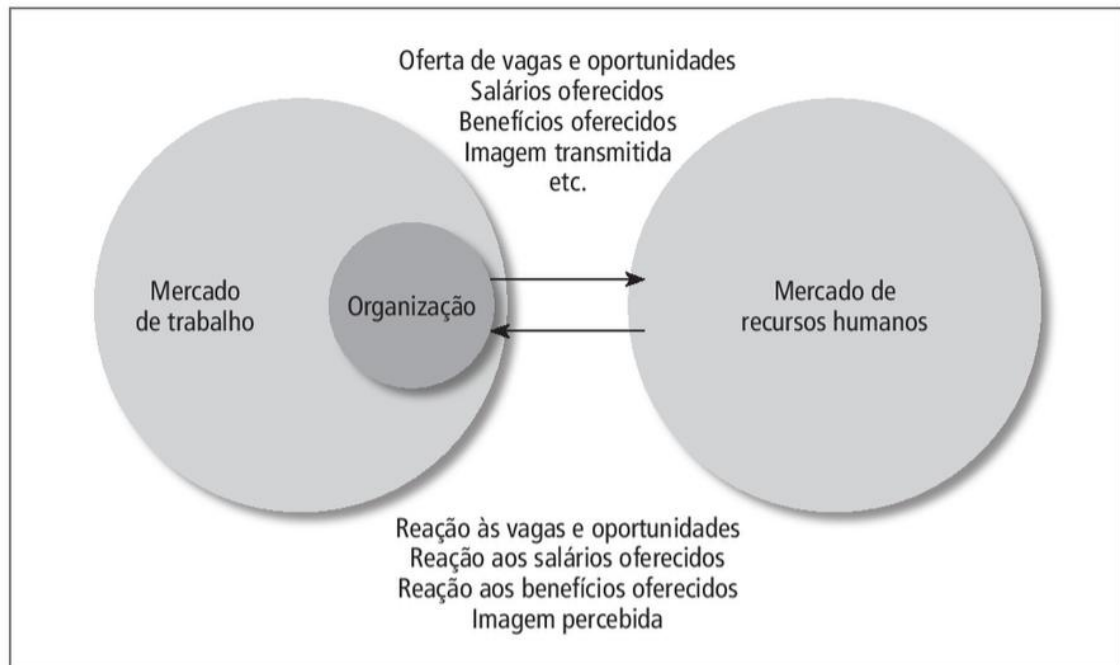 Oferta de vagas e oportunidades
Salários oferecidos
Benefícios oferecidos
Imagem transmitida
etc.
Mercado
de trabalho
Organização
Mercado de
recursos humanos
Reação às vagas e oportunidades
Reação aos salários oferecidos
Reação aos benefícios oferecidos
Imagem percebida